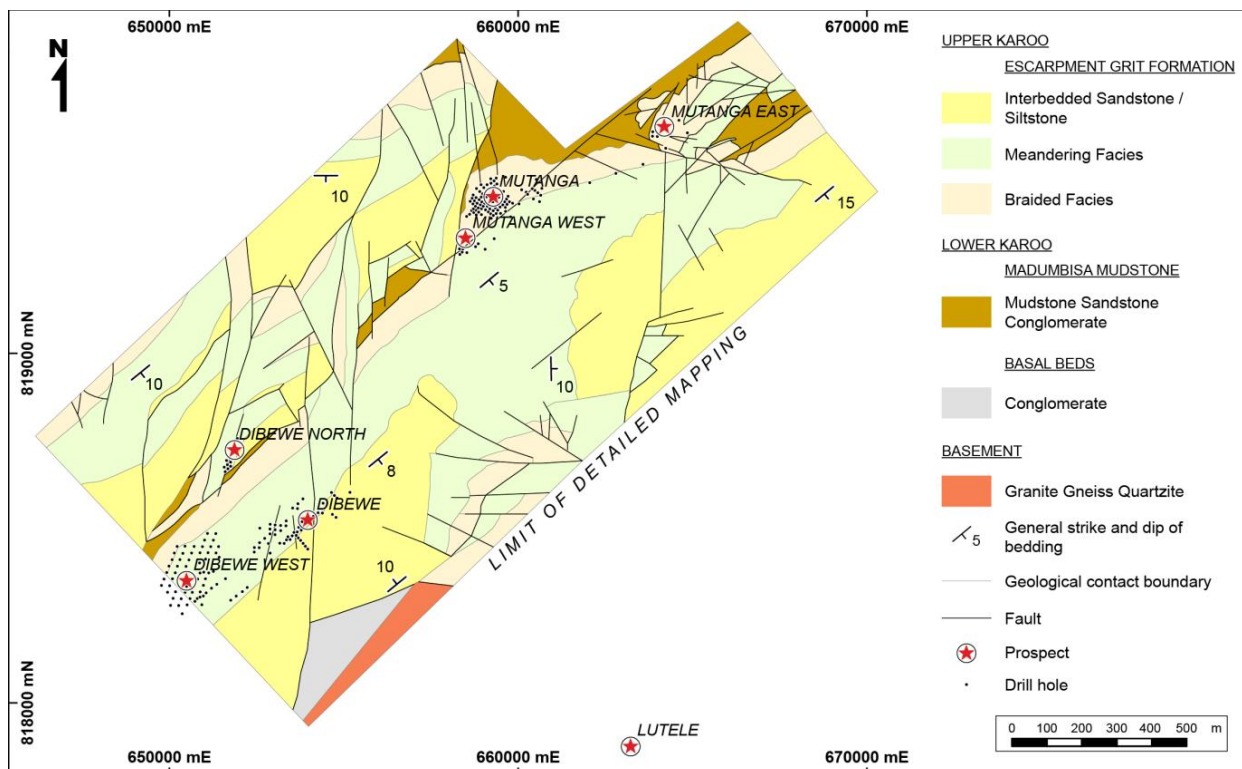 650000 mE
660000 mE
670000 mE
N
819000 mN
818000 mN
MUTANGA EAST
MUTANGA
MUTANGA WEST
10
15
5
10
10
DIBEWE NORTH
8
DIBEWE
DIBEWE WEST
10
LIMIT OF DETAILED MAPPING
LUTELE
650000 mE
660000 mE
670000 mE
UPPER KAROO
ESCARPMENT GRIT FORMATION
Interbedded Sandstone /
Siltstone
Meandering Facies
Braided Facies
LOWER KAROO
MADUMBISA MUDSTONE
Mudstone Sandstone
Conglomerate
BASAL BEDS
Conglomerate
BASEMENT
Granite Gneiss Quartzite
5
General strike and dip of
bedding
Geological contact boundary
Fault
Prospect
Drill hole
0 100 200 300 400 500 m